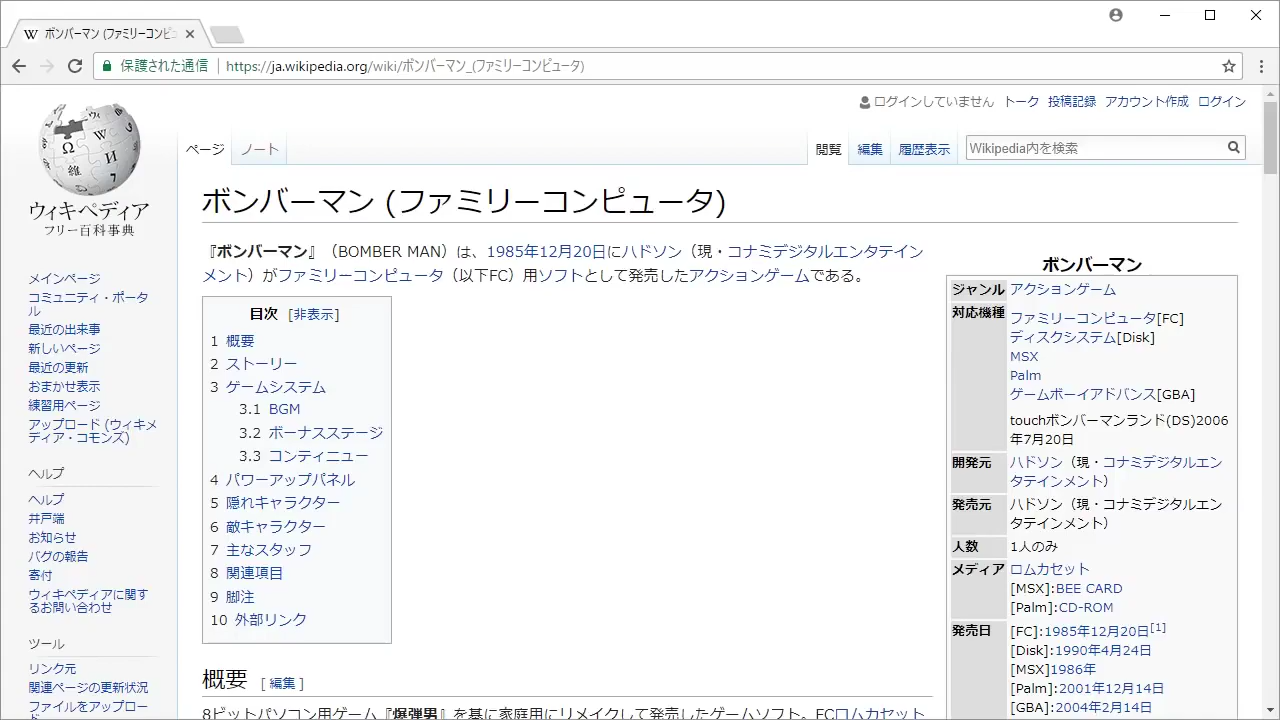 ボンバーマン (ファミリーコンピュ
保護された通信
https://ja.wikipedia.org/wiki/ボンバーマン_(ファミリーコンピュータ)
ログインしていません トーク 投稿記録 アカウント作成 ログイン
ページ ノート 閲覧 編集 履歴表示 Wikipedia内を検索
ウィキペディア
フリー百科事典
メインページ
コミュニティ・ポータ
ル
最近の出来事
新しいページ
最近の更新
おまかせ表示
練習用ページ
アップロード (ウィキメ
ディア・コモンズ)
ヘルプ
ヘルプ
井戸端
お知らせ
バグの報告
寄付
ウィキペディアに関す
るお問い合わせ
ツール
リンク元
関連ページの更新状況
ファイルをアップロー
ボンバーマン (ファミリーコンピュータ)
『ボンバーマン』（BOMBER MAN）は、1985年12月20日にハドソン（現・コナミデジタルエンタテイン
メント）がファミリーコンピュータ（以下FC）用ソフトとして発売したアクションゲームである。
目次 [非表示]
1 概要
2 ストーリー
3 ゲームシステム
3.1 BGM
3.2 ボーナスステージ
3.3 コンティニュー
4 パワーアップパネル
5 隠れキャラクター
6 敵キャラクター
7 主なスタッフ
8 関連項目
9 脚注
10 外部リンク
概要 [ 編集 ]
8ビットパソコン用ゲーム『爆弾男』を基に家庭用にリメイクして発売したゲームソフト。FCロムカセット
ボンバーマン
ジャンル アクションゲーム
対応機種 ファミリーコンピュータ[FC]
ディスクシステム[Disk]
MSX
Palm
ゲームボーイアドバンス[GBA]
touchボンバーマンランド(DS)2006
年7月20日
開発元 ハドソン（現・コナミデジタルエン
タテインメント）
発売元 ハドソン（現・コナミデジタルエン
タテインメント）
人数 1人のみ
メディア ロムカセット
[MSX]:BEE CARD
[Palm]:CD-ROM
発売日 [FC]:1985年12月20日[1]
[Disk]:1990年4月24日
[MSX]1986年
[Palm]:2001年12月14日
[GBA]:2004年2月14日